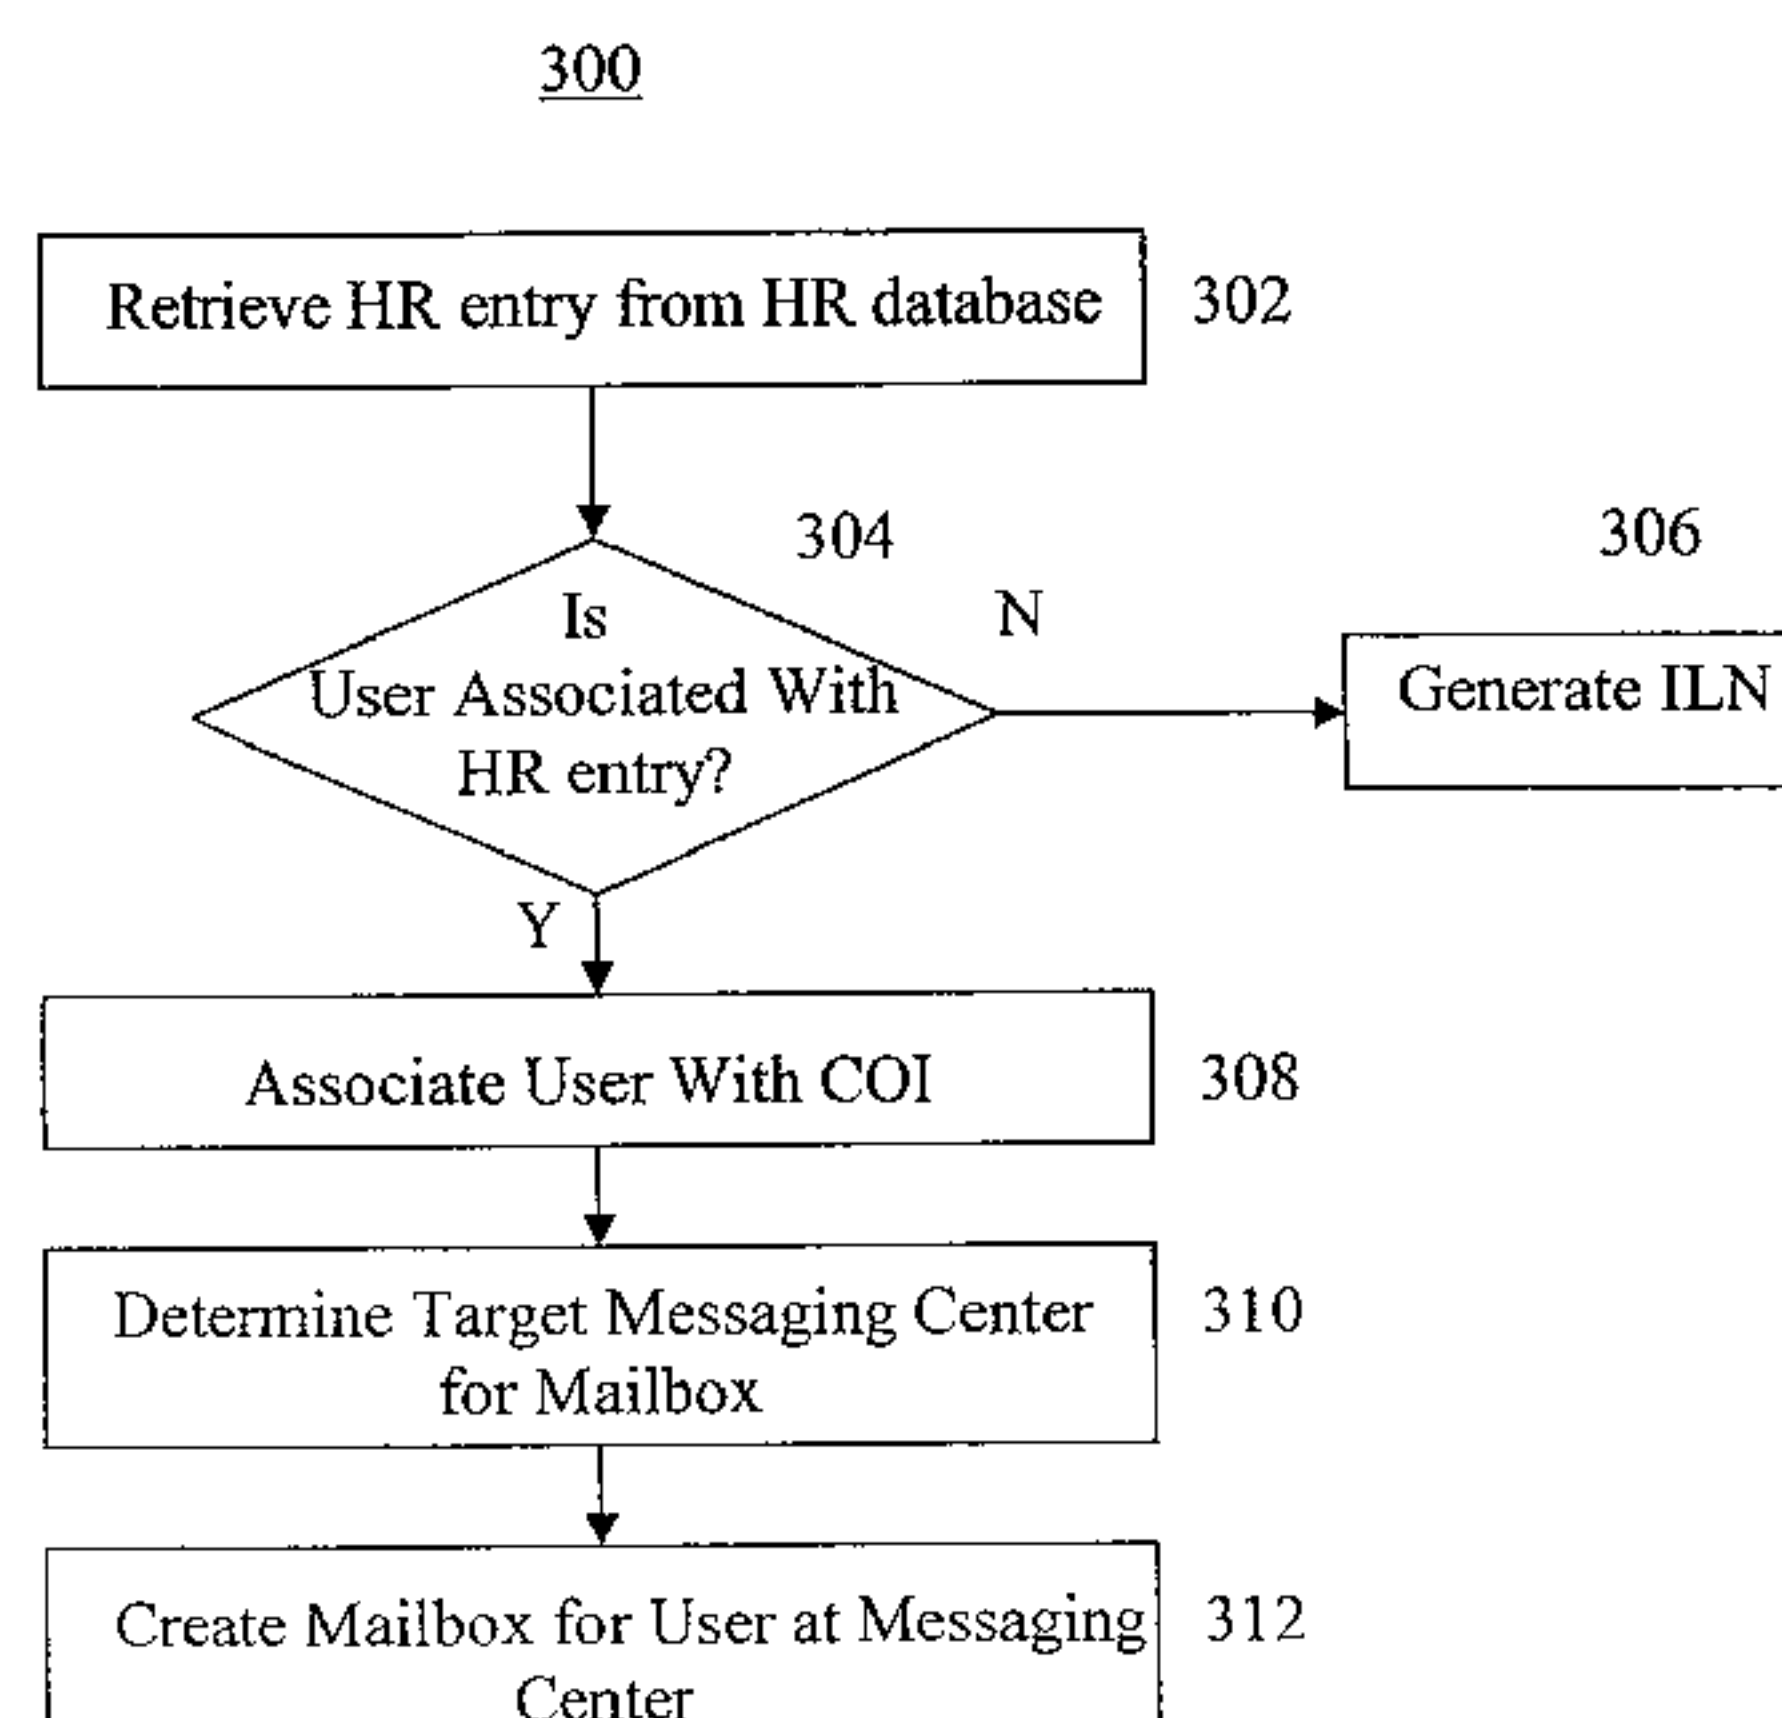 300
Retrieve HR entry from HR database
302
304
306
Is
User Associated With
HR entry?
N
Generate ILN
Y
Associate User With COI
308
Determine Target Messaging Center
for Mailbox
310
Create Mailbox for User at Messaging
Center
312